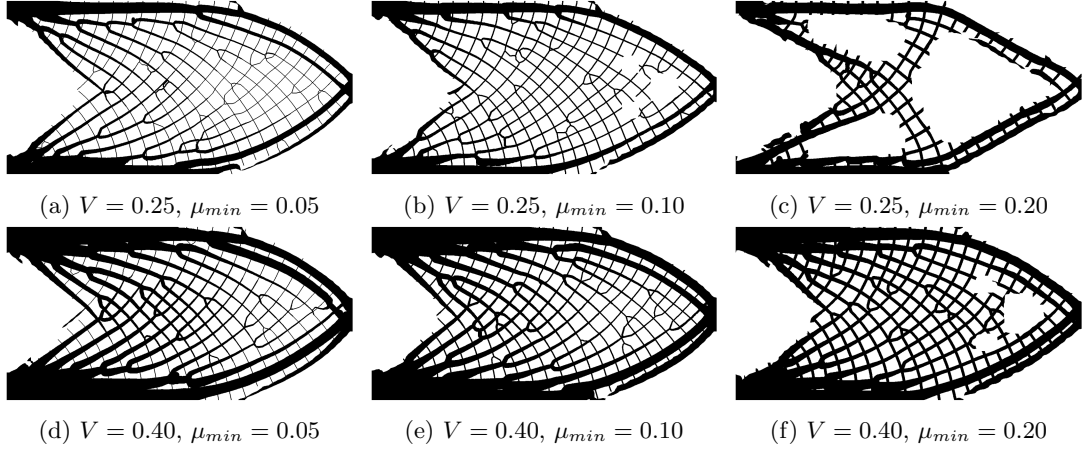 (a) V = 0.25, μmin = 0.05
(b) V = 0.25, μmin = 0.10
(c) V = 0.25, μmin = 0.20
(d) V = 0.40, μmin = 0.05
(e) V = 0.40, μmin = 0.10
(f) V = 0.40, μmin = 0.20